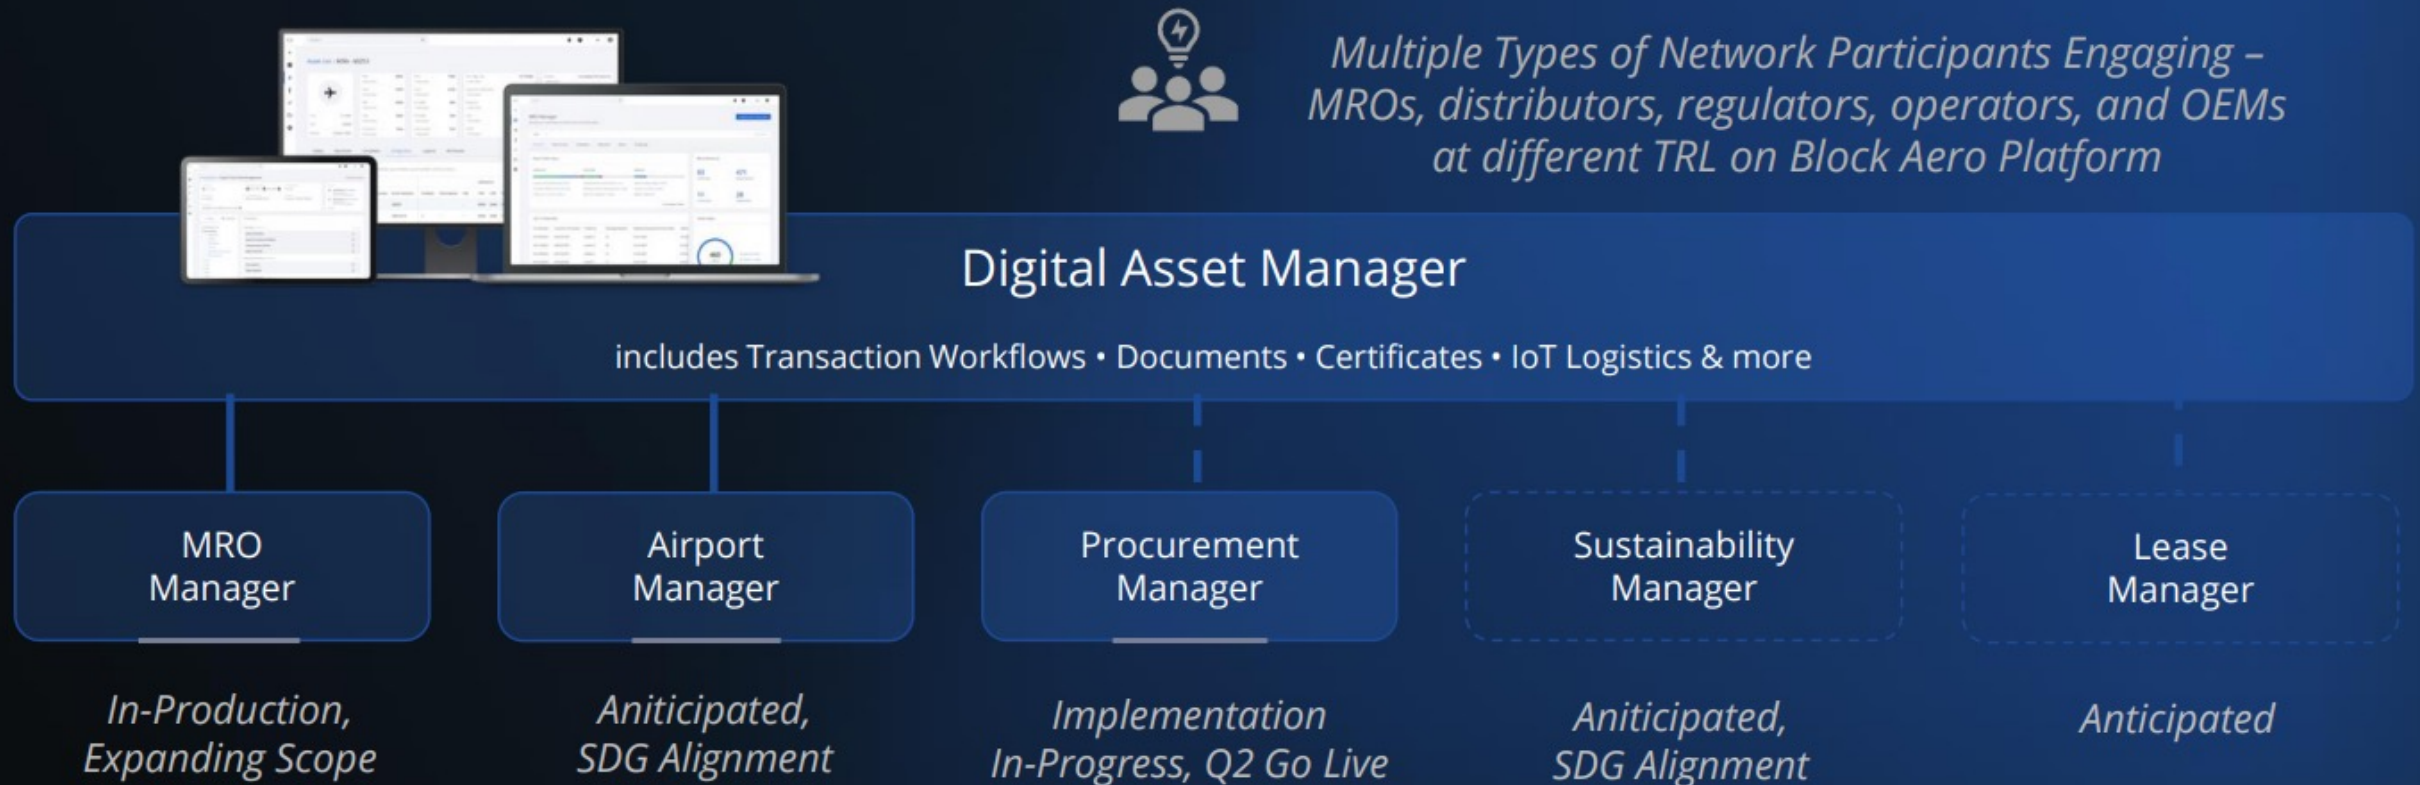 Multiple Types of Network Participants Engaging –
MROs, distributors, regulators, operators, and OEMs
at different TRL on Block Aero Platform
Digital Asset Manager
includes Transaction Workflows • Documents • Certificates • IoT Logistics & more
MRO
Manager
Airport
Manager
Procurement
Manager
Sustainability
Manager
Lease
Manager
In-Production,
Expanding Scope
Aniticipated,
SDG Alignment
Implementation
In-Progress, Q2 Go Live
Aniticipated,
SDG Alignment
Anticipated